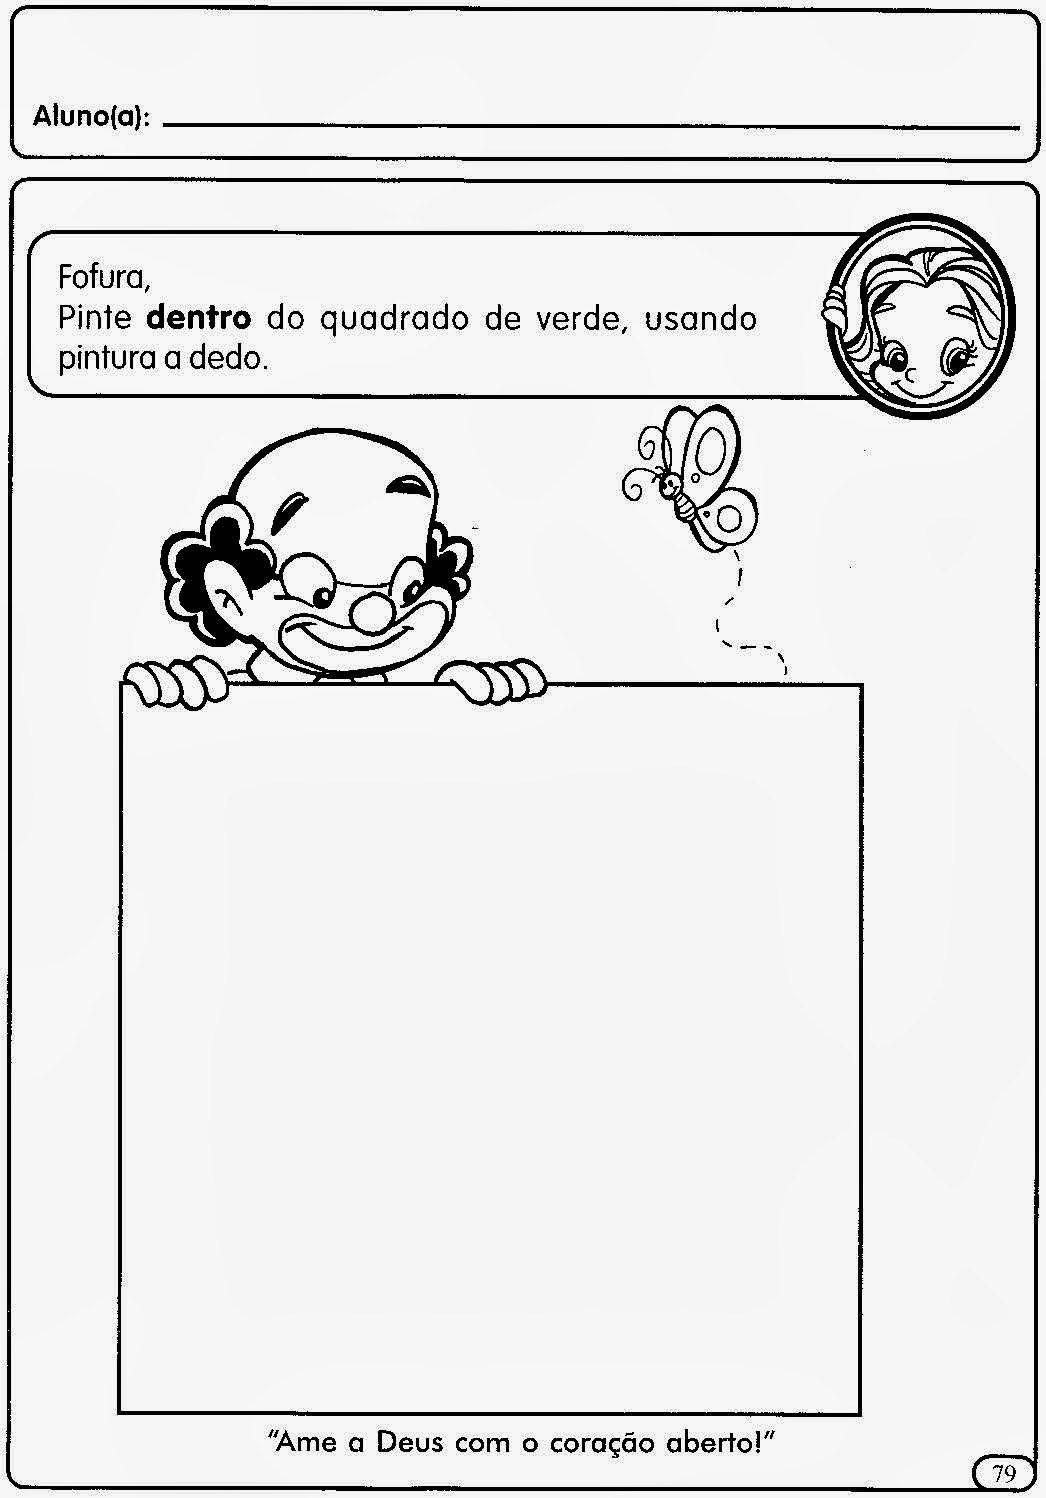 Aluno(a):
Fofura,
Pinte dentro do quadrado de verde, usando
pintura a dedo.
"Ame a Deus com o coração aberto!"
79